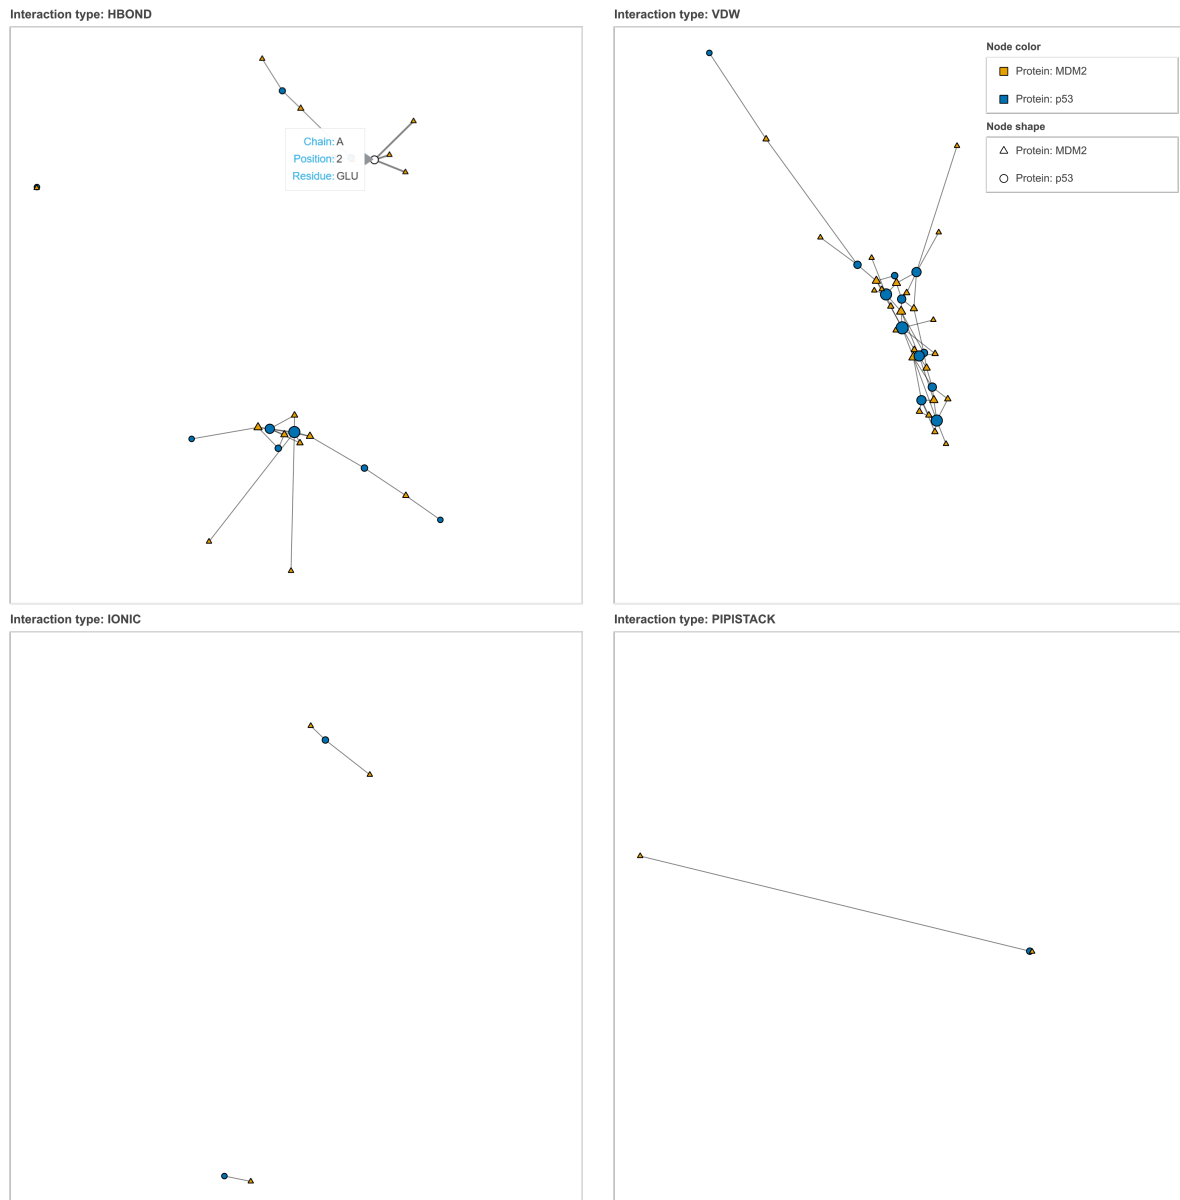 Interaction type: HBOND
Chain: A
Position: 2
Residue: GLU
Interaction type: VDW
Node color
Protein: MDM2
Protein: p53
Node shape
Protein: MDM2
Protein: p53
Interaction type: IONIC
Interaction type: PIPISTACK